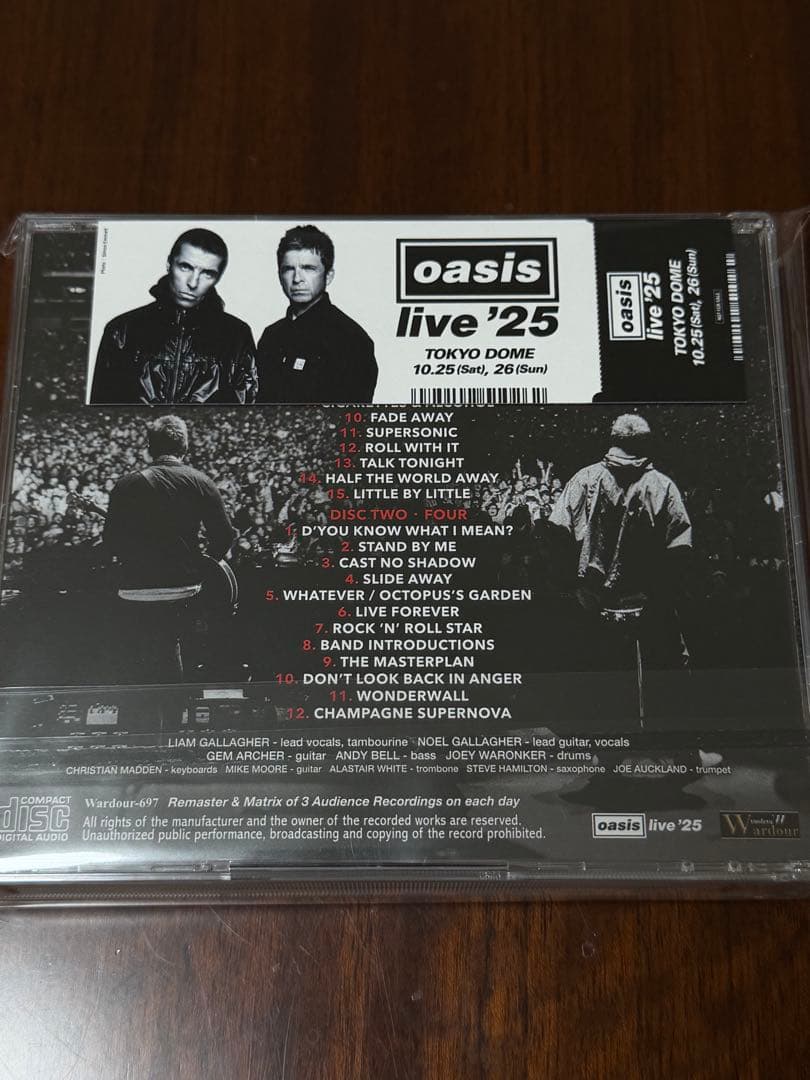 Photo : Simon Emmett
oasis
live '25
TOKYO DOME
10.25 (Sat), 26 (Sun)
oasis
live '25
TOKYO DOME
10.25 (Sat), 26 (Sun)
NOT FOR SALE
10. FADE AWAY
11. SUPERSONIC
12. ROLL WITH IT
13. TALK TONIGHT
14. HALF THE WORLD AWAY
15. LITTLE BY LITTLE
DISC TWO · FOUR
1. D'YOU KNOW WHAT I MEAN?
2. STAND BY ME
3. CAST NO SHADOW
4. SLIDE AWAY
5. WHATEVER / OCTOPUS'S GARDEN
6. LIVE FOREVER
7. ROCK 'N' ROLL STAR
8. BAND INTRODUCTIONS
9. THE MASTERPLAN
10. DON'T LOOK BACK IN ANGER
11. WONDERWALL
12. CHAMPAGNE SUPERNOVA
LIAM GALLAGHER - lead vocals, tambourine NOEL GALLAGHER - lead guitar, vocals
GEM ARCHER - guitar ANDY BELL - bass JOEY WARONKER - drums
CHRISTIAN MADDEN - keyboards MIKE MOORE - guitar ALASTAIR WHITE - trombone STEVE HAMILTON - saxophone JOE AUCKLAND - trumpet
COMPACT
disc
DIGITAL AUDIO
Wardour-697 Remaster & Matrix of 3 Audience Recordings on each day
All rights of the manufacturer and the owner of the recorded works are reserved.
Unauthorized public performance, broadcasting and copying of the record prohibited.
oasis live '25
Wardour